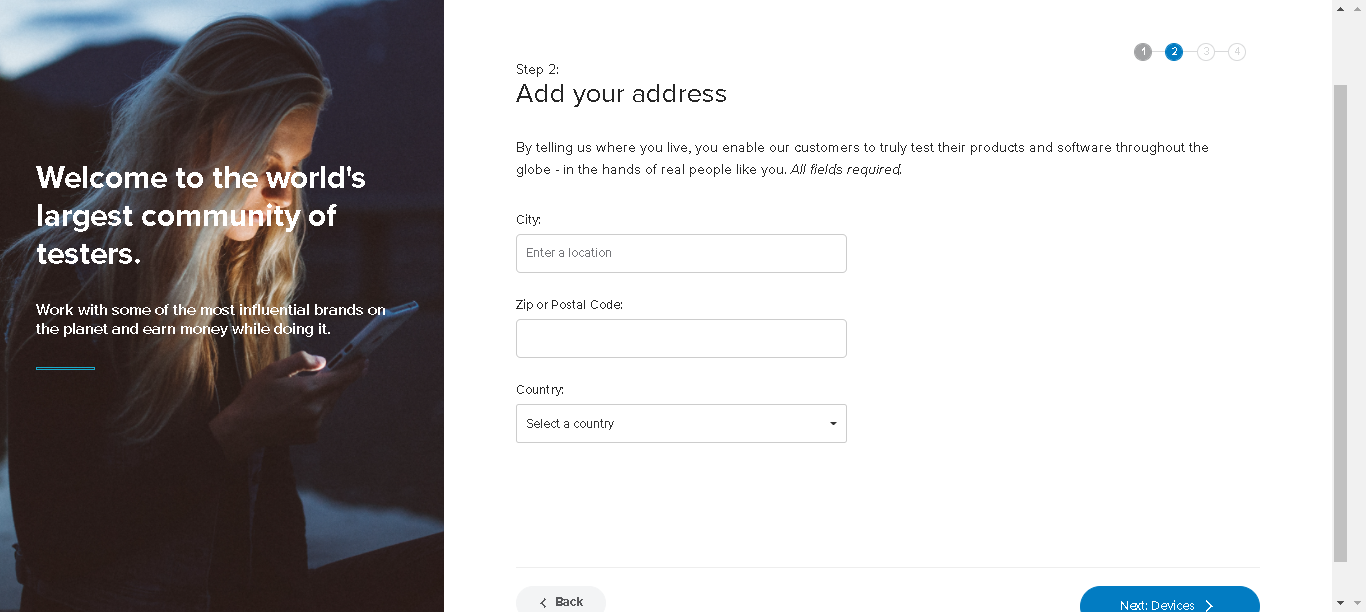 Welcome to the world's
largest community of
testers.
Work with some of the most influential brands on
the planet and earn money while doing it.
1 2 3 4
Step 2:
Add your address
By telling us where you live, you enable our customers to truly test their products and software throughout the
globe - in the hands of real people like you. All fields required.
City:
Enter a location
Zip or Postal Code:
Country:
Select a country
Back
Next: Devices